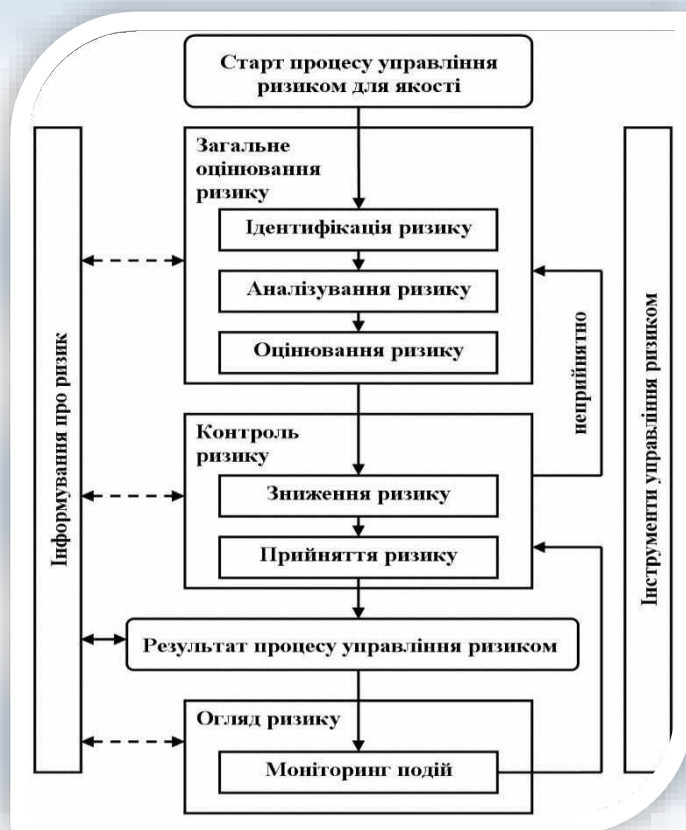 Старт процесу управління
ризиком для якості
Загальне
оцінювання
ризику
Ідентифікація ризику
Аналізування ризику
Оцінювання ризику
неприйнятно
Контроль
ризику
Зниження ризику
Прийняття ризику
Результат процесу управління ризиком
Огляд ризику
Моніторинг подій
Інформування про ризик
Інструменти управління ризиком